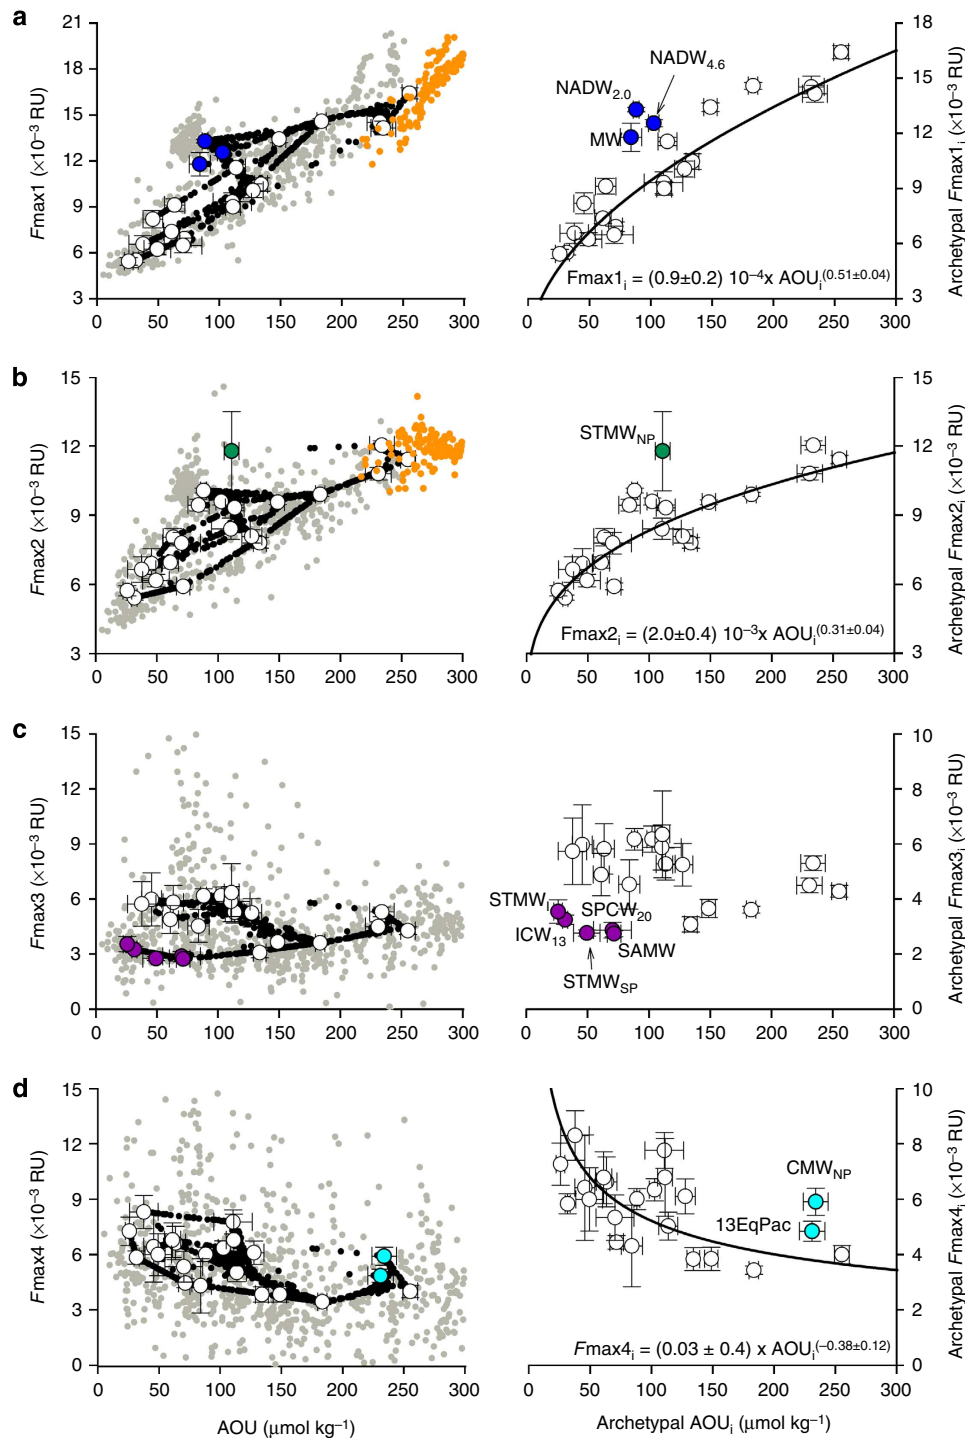 a
21
18
15
12
9
6
3
Fmax1 (×10⁻³ RU)
0 50 100 150 200 250 300
NADW4.6
NADW2.0
MW
Fmax1i = (0.9±0.2) 10⁻⁴x AOUi(0.51±0.04)
18
15
12
9
6
3
Archetypal Fmax1i (×10⁻³ RU)
0 50 100 150 200 250 300
b
15
12
9
6
3
Fmax2 (×10⁻³ RU)
0 50 100 150 200 250 300
STMWNP
Fmax2i = (2.0±0.4) 10⁻³x AOUi(0.31±0.04)
15
12
9
6
3
Archetypal Fmax2i (×10⁻³ RU)
0 50 100 150 200 250 300
c
15
12
9
6
3
0
Fmax3 (×10⁻³ RU)
0 50 100 150 200 250 300
STMW
SPCW20
ICW13
SAMW
STMWSP
10
8
6
4
2
0
Archetypal Fmax3i (×10⁻³ RU)
0 50 100 150 200 250 300
d
15
12
9
6
3
0
Fmax4 (×10⁻³ RU)
0 50 100 150 200 250 300
AOU (μmol kg⁻¹)
CMWNP
13EqPac
Fmax4i = (0.03 ± 0.4) x AOUi(−0.38±0.12)
10
8
6
4
2
0
Archetypal Fmax4i (×10⁻³ RU)
0 50 100 150 200 250 300
Archetypal AOUi (μmol kg⁻¹)